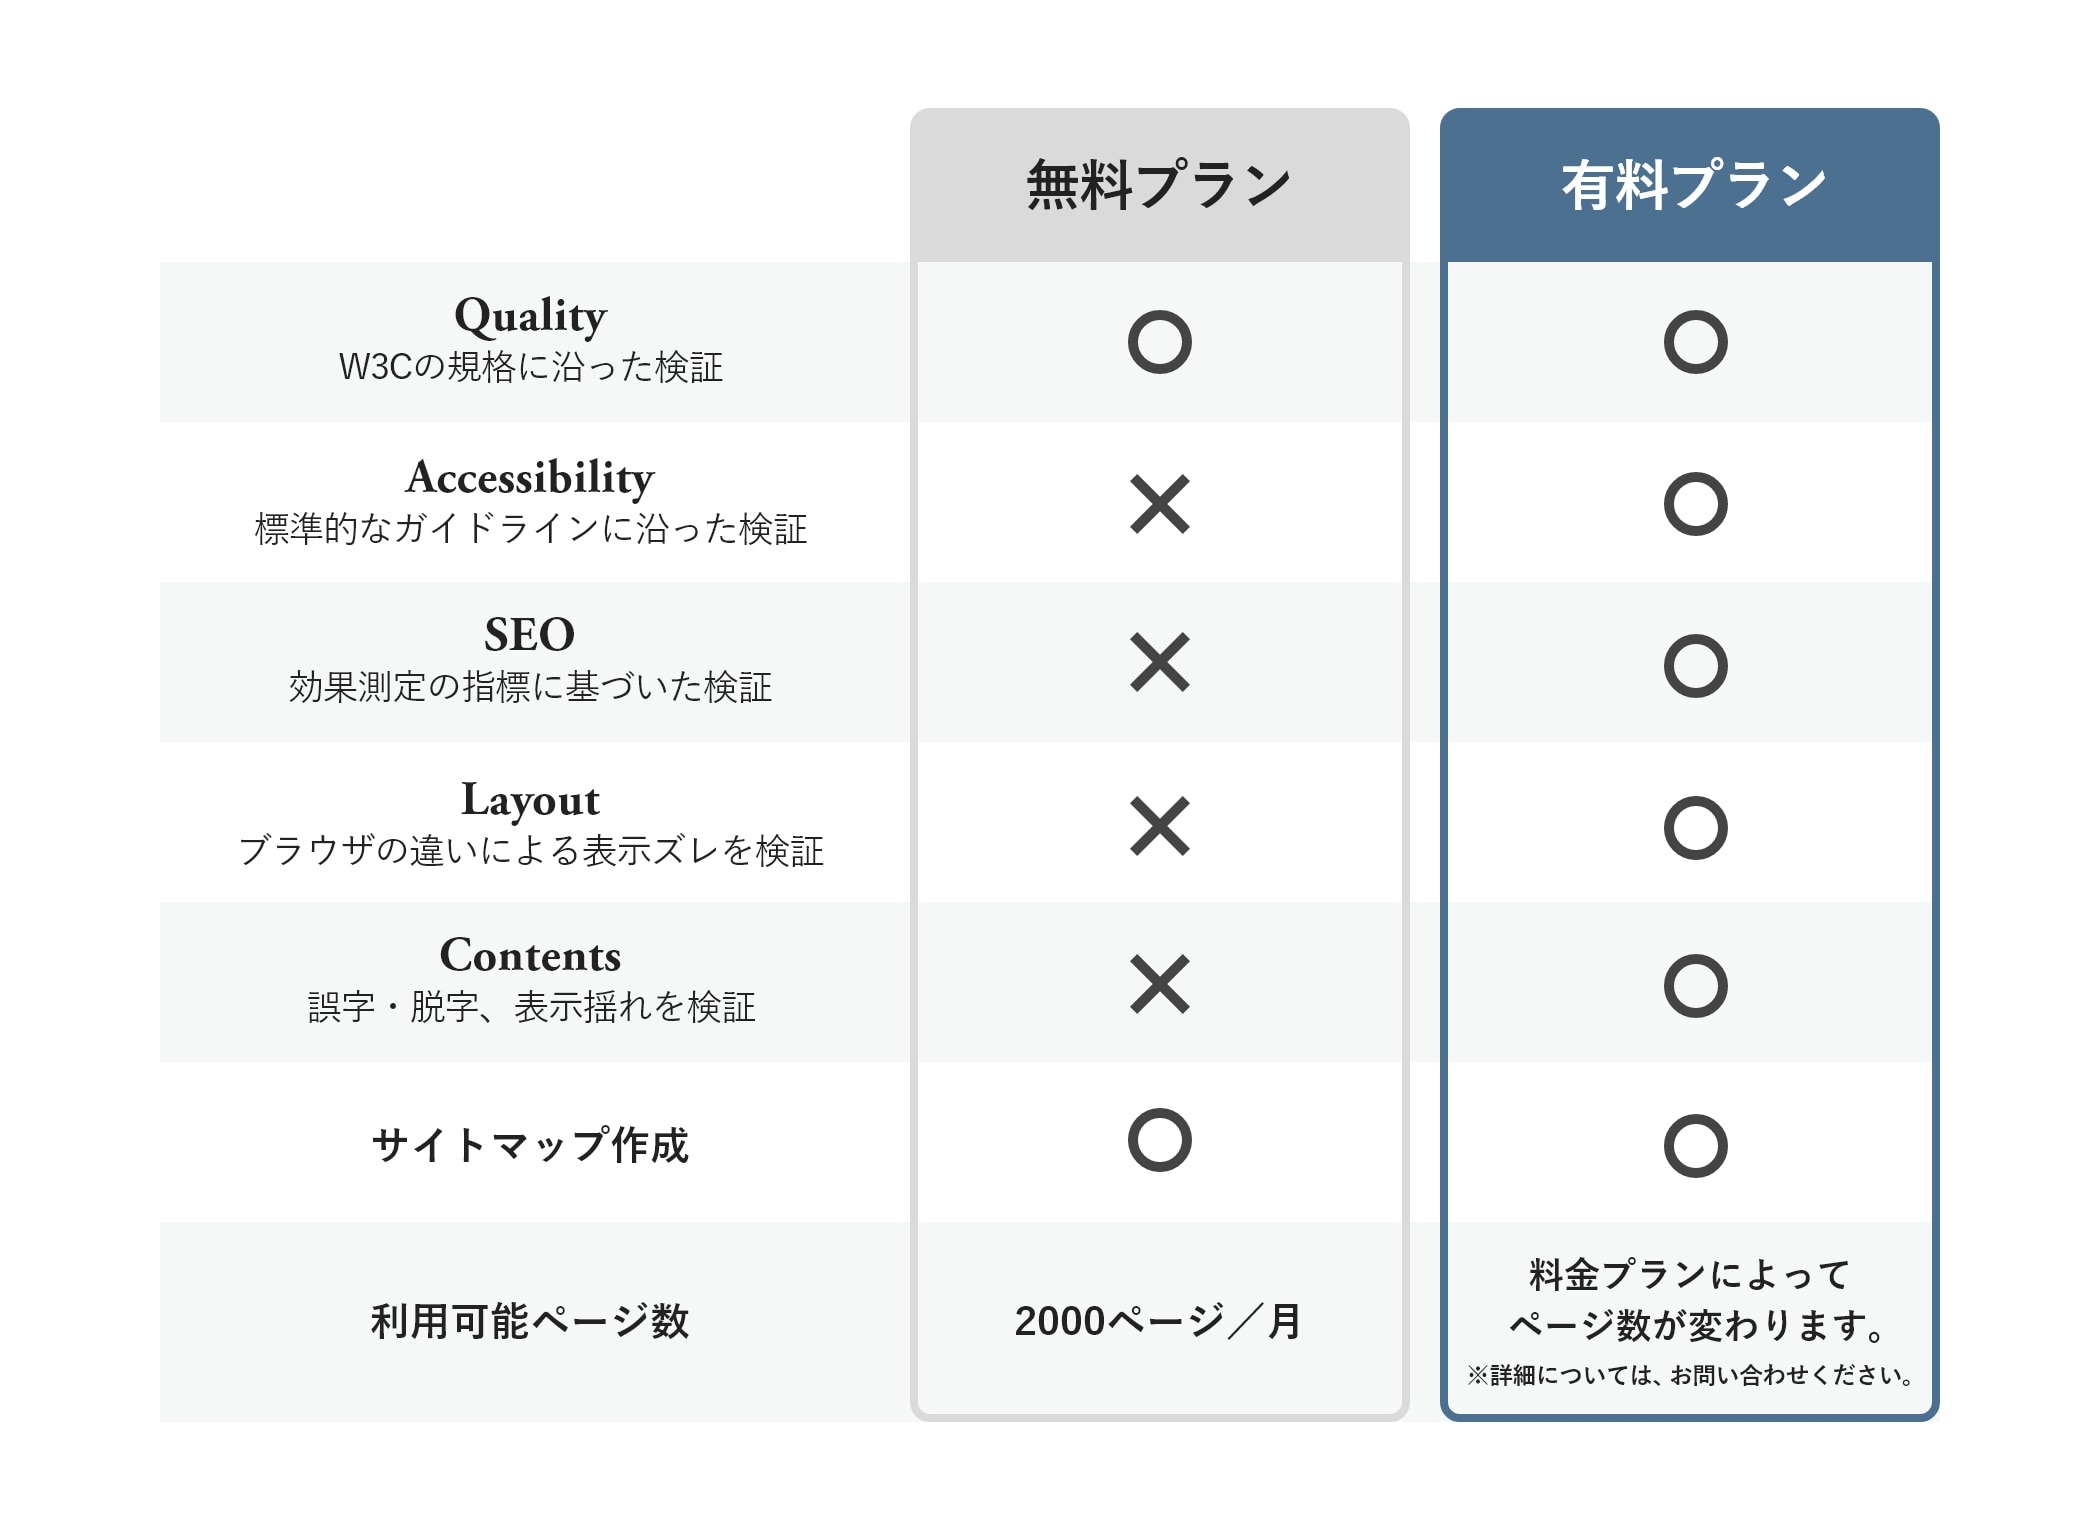 無料プラン
有料プラン
Quality
W3Cの規格に沿った検証
○
○
Accessibility
標準的なガイドラインに沿った検証
×
○
SEO
効果測定の指標に基づいた検証
×
○
Layout
ブラウザの違いによる表示ズレを検証
×
○
Contents
誤字・脱字、表示揺れを検証
×
○
サイトマップ作成
○
○
利用可能ページ数
2000ページ／月
料金プランによって
ページ数が変わります。
※詳細については、お問い合わせください。